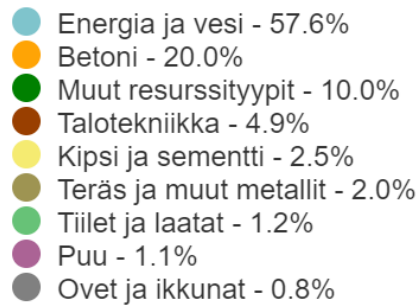 Energia ja vesi - 57.6%
Betoni - 20.0%
Muut resurssityypit - 10.0%
Talotekniikka - 4.9%
Kipsi ja sementti - 2.5%
Teräs ja muut metallit - 2.0%
Tiilet ja laatat - 1.2%
Puu - 1.1%
Ovet ja ikkunat - 0.8%